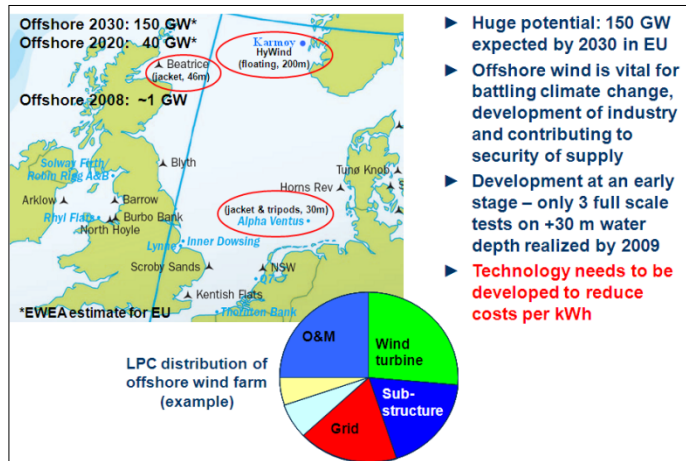 Offshore 2030: 150 GW*
Offshore 2020: 40 GW*
Karmøy
HyWind
(floating, 200m)
Beatrice
(jacket, 46m)
Offshore 2008: ~1 GW
Solway Firth/
Robin Rigg A&B
Blyth
Tunø Knob
Horns Rev
Arklow
Barrow
Rhyl Flats
Burbo Bank
North Hoyle
(jacket & tripods, 30m)
Alpha Ventus
Lynn
Inner Dowsing
Scroby Sands
NSW
Q7
Kentish Flats
Thornton Bank
*EWEA estimate for EU
► Huge potential: 150 GW
expected by 2030 in EU
► Offshore wind is vital for
battling climate change,
development of industry
and contributing to
security of supply
► Development at an early
stage – only 3 full scale
tests on +30 m water
depth realized by 2009
► Technology needs to be
developed to reduce
costs per kWh
LPC distribution of
offshore wind farm
(example)
O&M
Wind
turbine
Sub-
structure
Grid